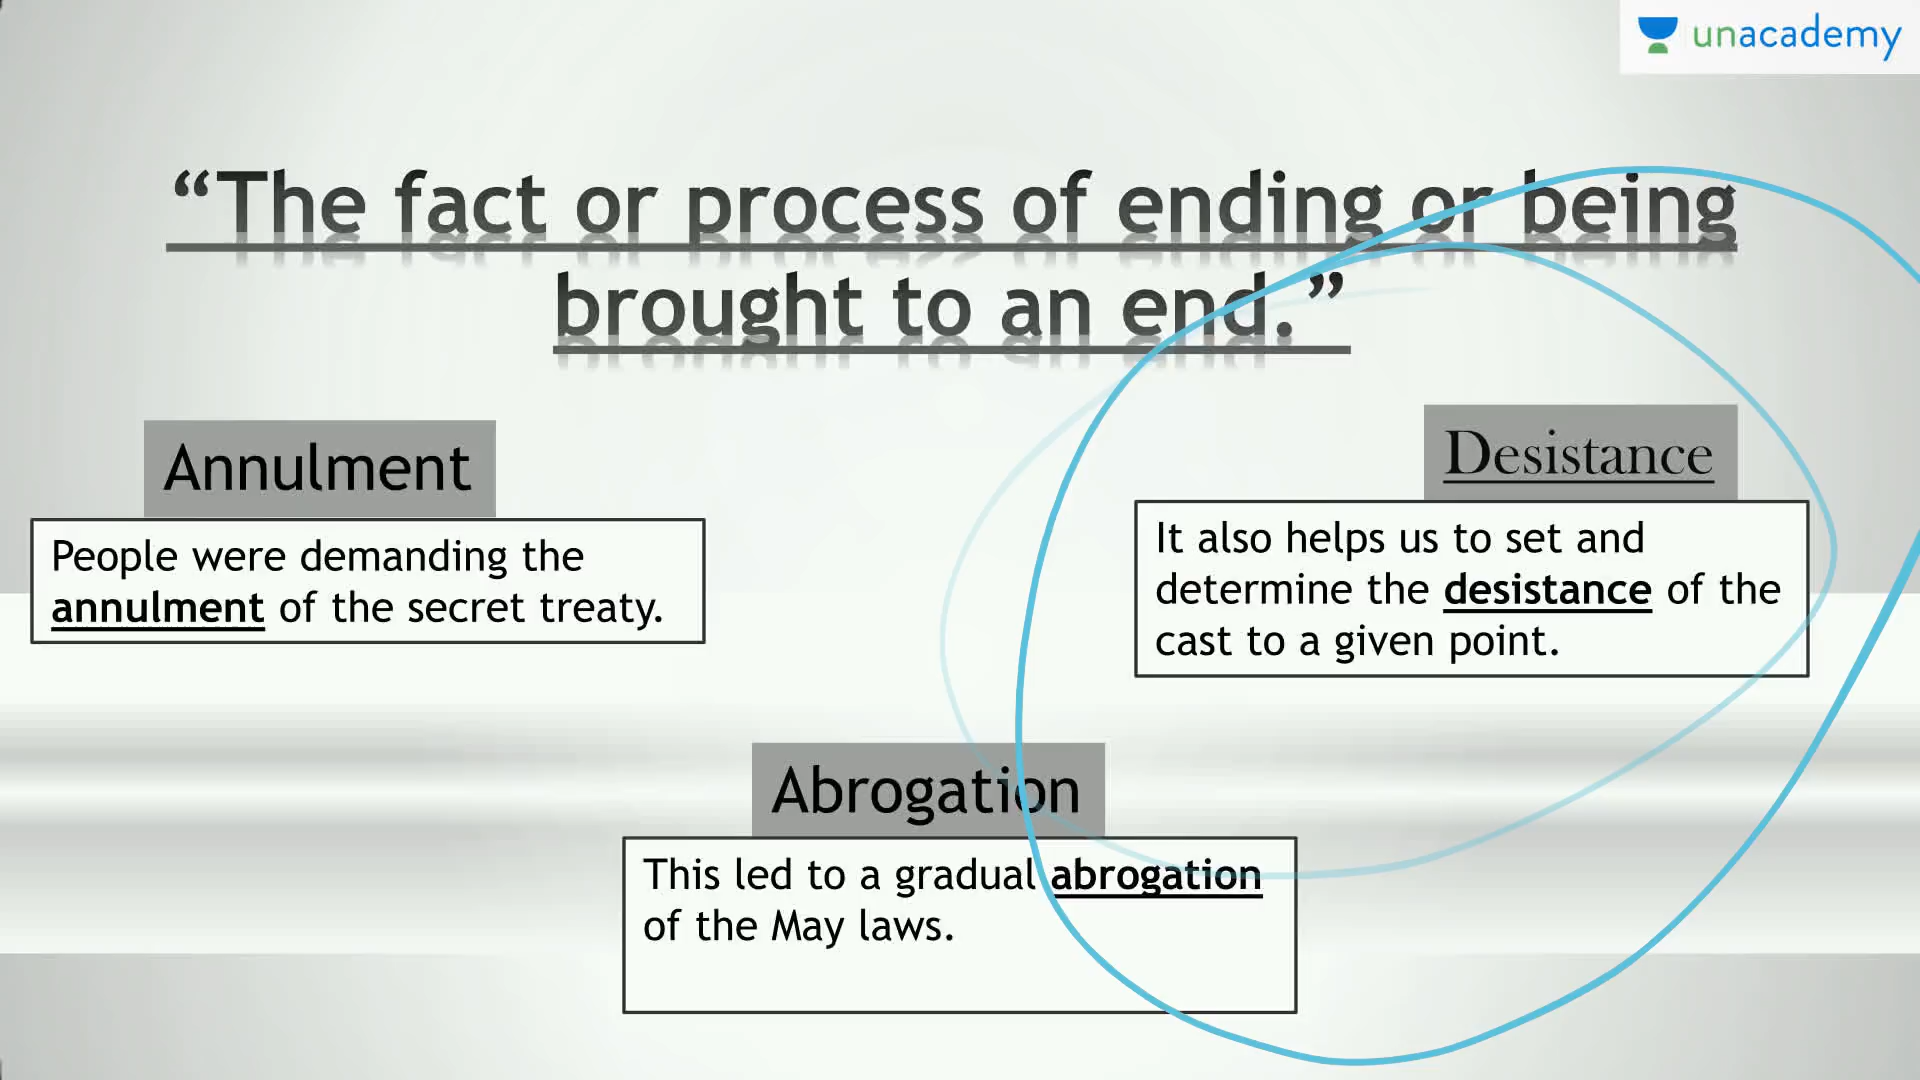 unacademy
“The fact or process of ending or being
brought to an end.”
Annulment
People were demanding the
annulment of the secret treaty.
Desistance
It also helps us to set and
determine the desistance of the
cast to a given point.
Abrogation
This led to a gradual abrogation
of the May laws.